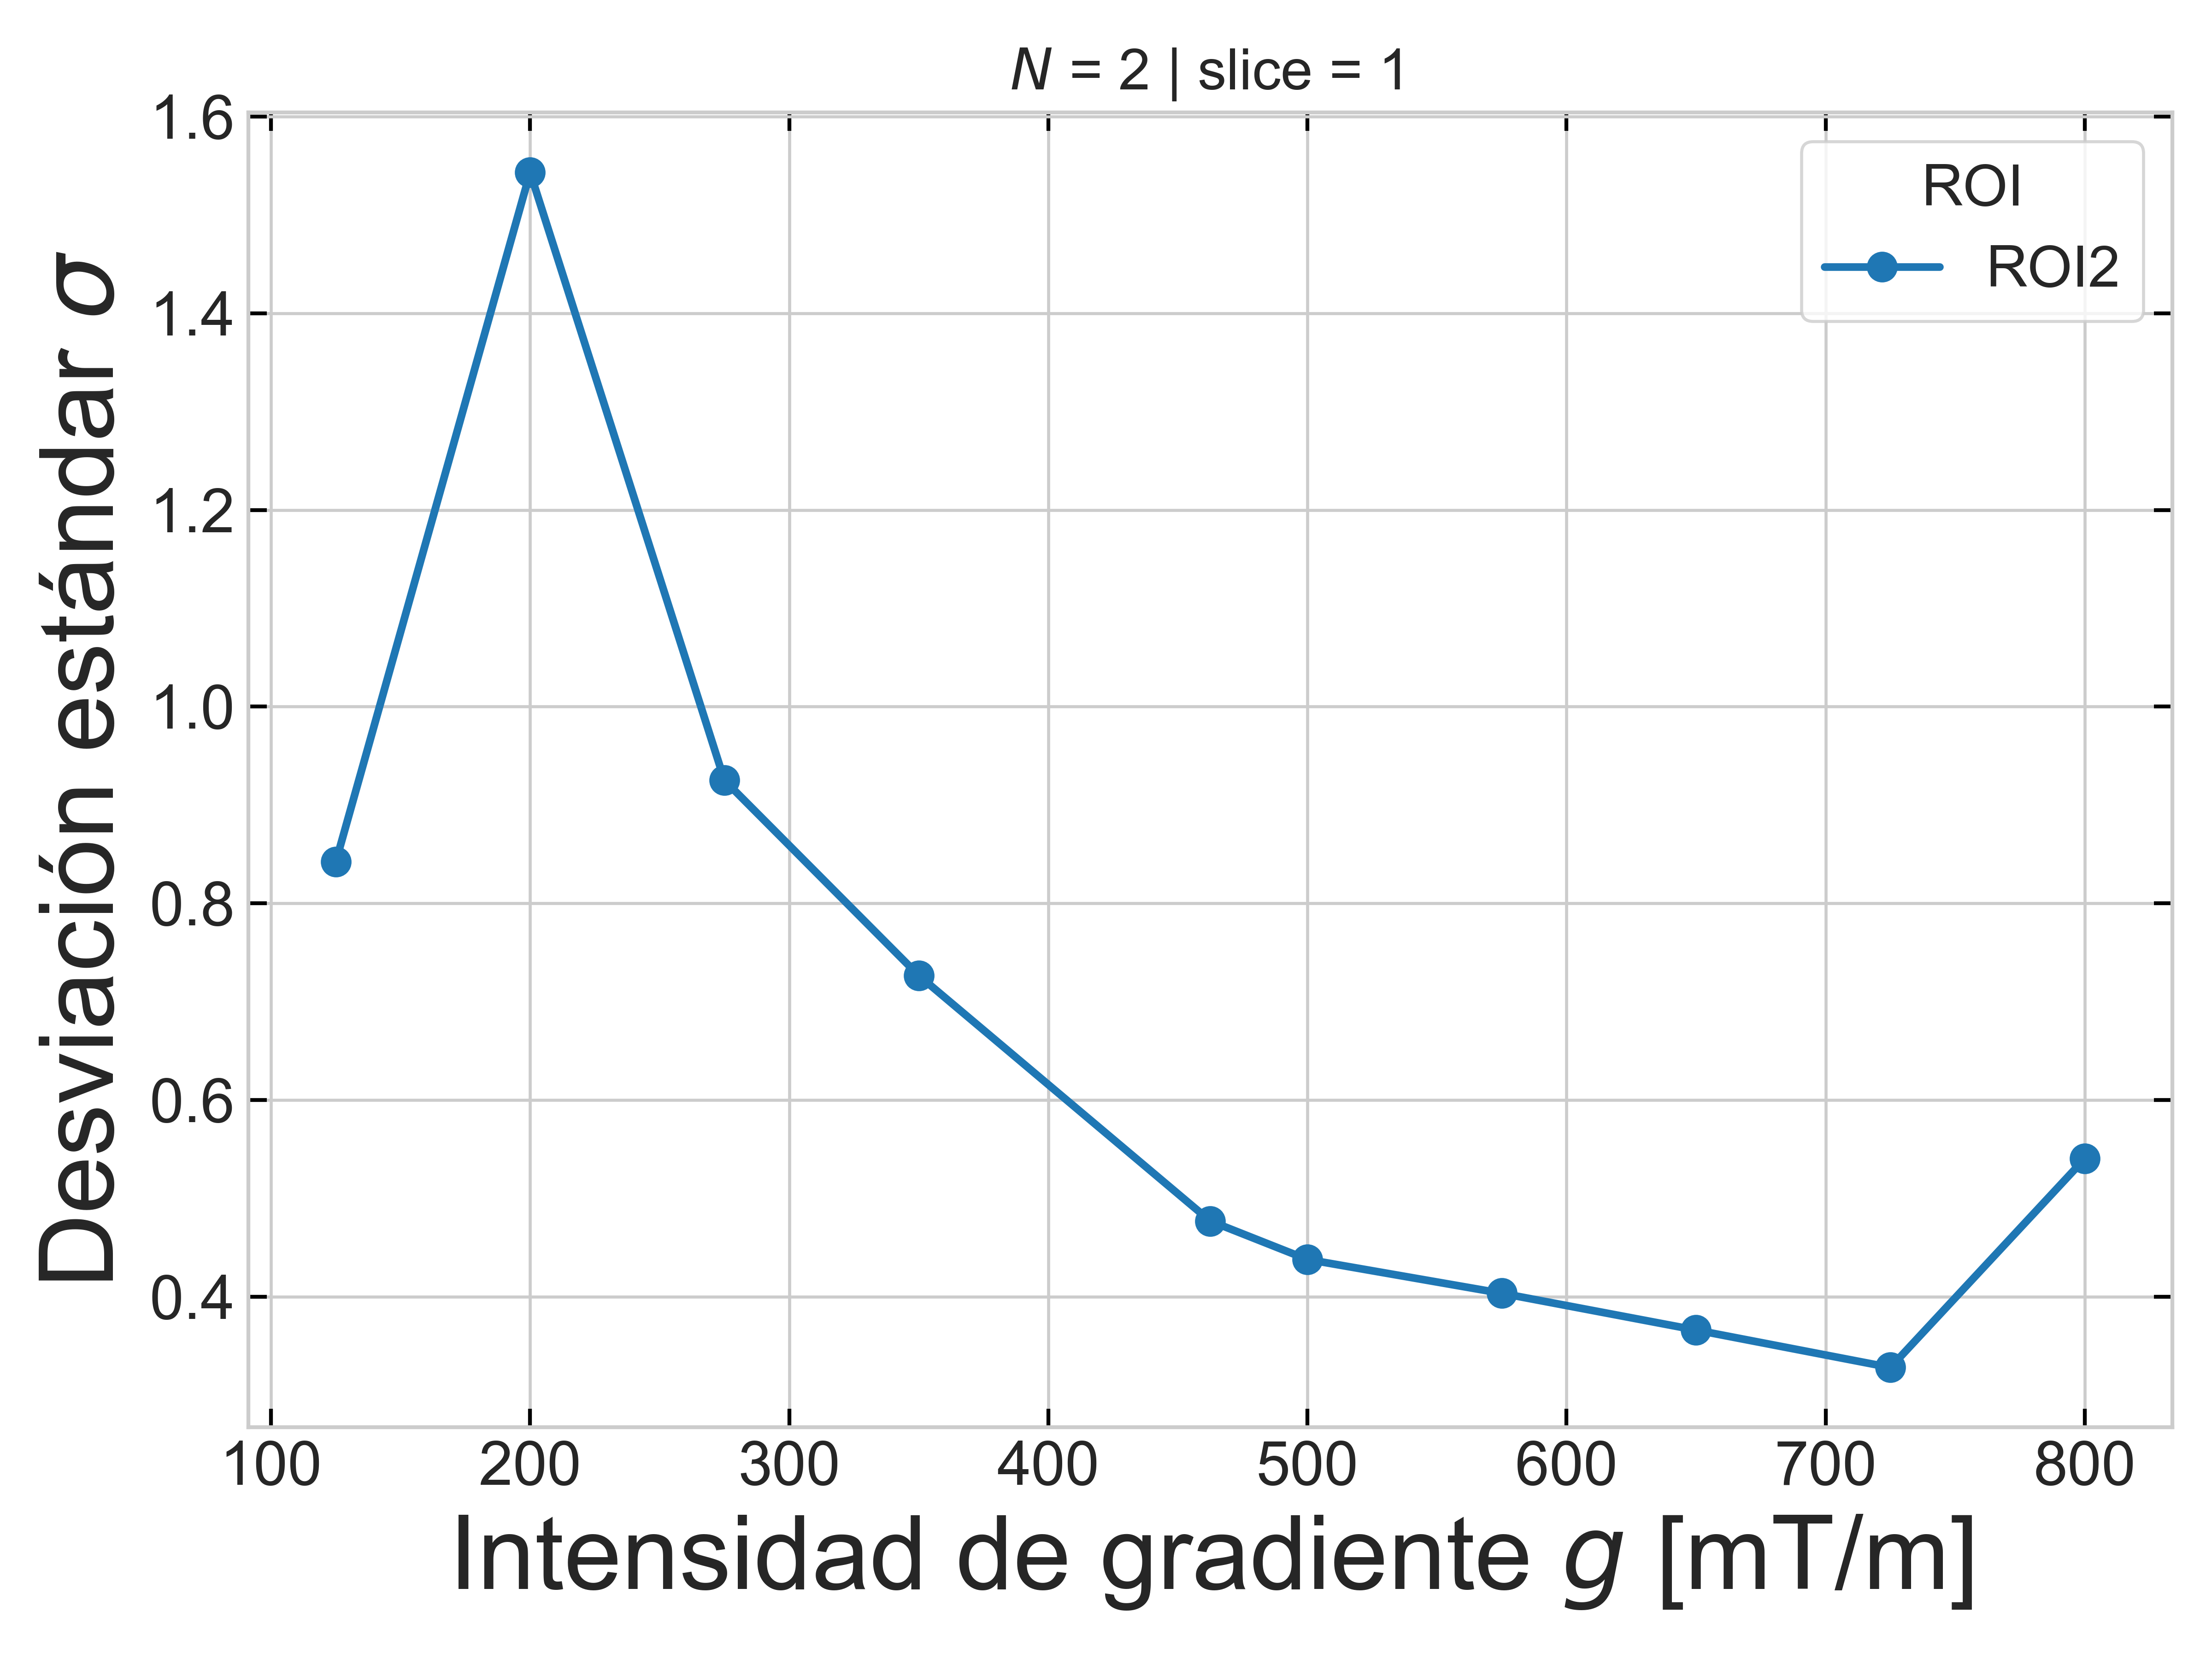 N = 2 | slice = 1
Desviación estándar σ
1.6
1.4
1.2
1.0
0.8
0.6
0.4
ROI
ROI2
100 200 300 400 500 600 700 800
Intensidad de gradiente g [mT/m]